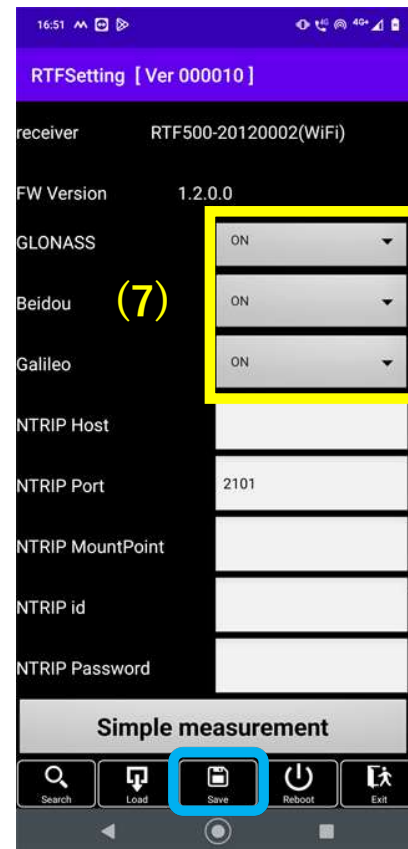 16:51 4G+
RTFSetting [ Ver 000010 ]
receiver RTF500-20120002(WiFi)
FW Version 1.2.0.0
GLONASS ON
Beidou (7) ON
Galileo ON
NTRIP Host
NTRIP Port 2101
NTRIP MountPoint
NTRIP id
NTRIP Password
Simple measurement
Search Load Save Reboot Exit